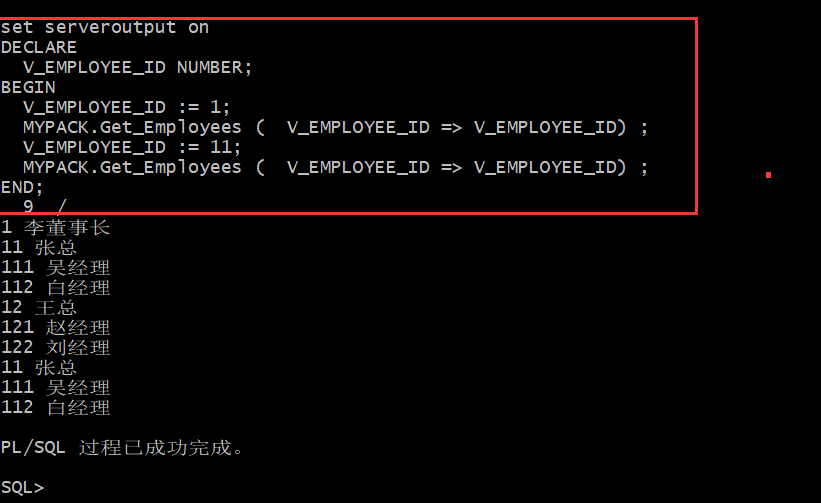 set serveroutput on
DECLARE
  V_EMPLOYEE_ID NUMBER;
BEGIN
  V_EMPLOYEE_ID := 1;
  MYPACK.Get_Employees (  V_EMPLOYEE_ID => V_EMPLOYEE_ID) ;
  V_EMPLOYEE_ID := 11;
  MYPACK.Get_Employees (  V_EMPLOYEE_ID => V_EMPLOYEE_ID) ;
END;
  9  /
1 李董事长
11 张总
111 吴经理
112 白经理
12 王总
121 赵经理
122 刘经理
11 张总
111 吴经理
112 白经理
PL/SQL 过程已成功完成。
SQL>